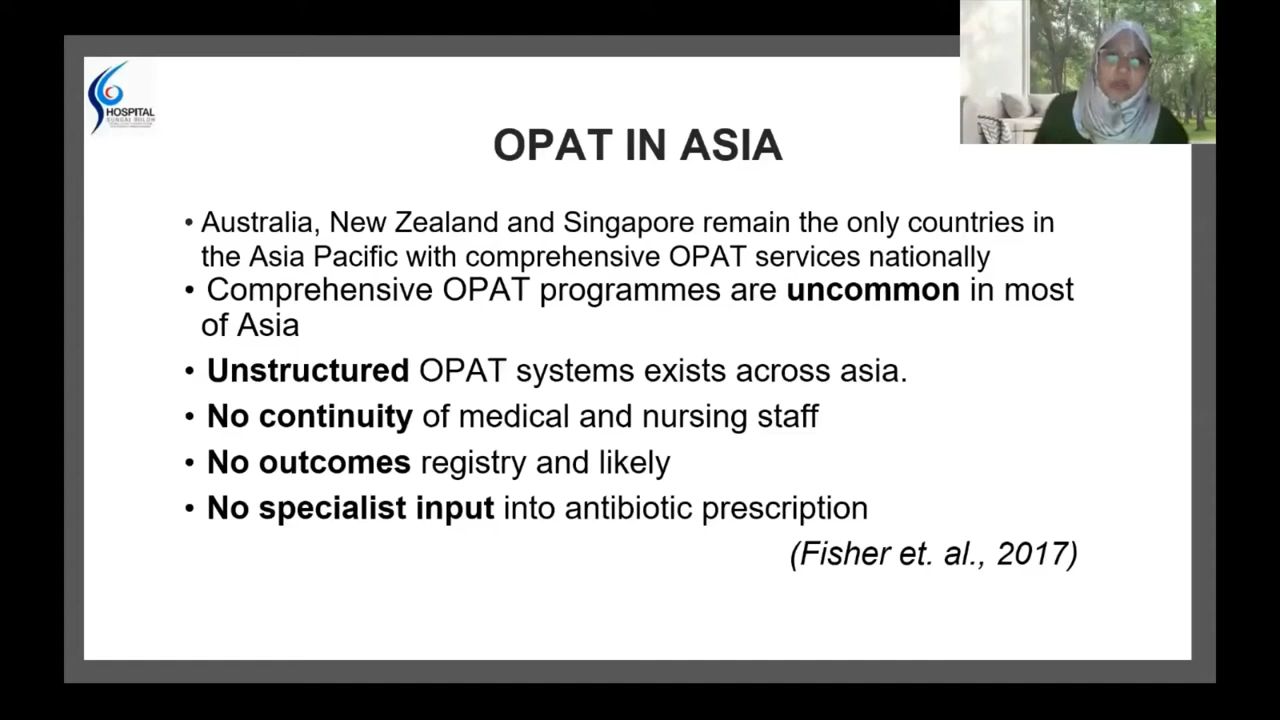 HOSPITAL
SUNGAI BULOH
OPAT IN ASIA
• Australia, New Zealand and Singapore remain the only countries in
the Asia Pacific with comprehensive OPAT services nationally
• Comprehensive OPAT programmes are uncommon in most
of Asia
• Unstructured OPAT systems exists across asia.
• No continuity of medical and nursing staff
• No outcomes registry and likely
• No specialist input into antibiotic prescription
(Fisher et. al., 2017)